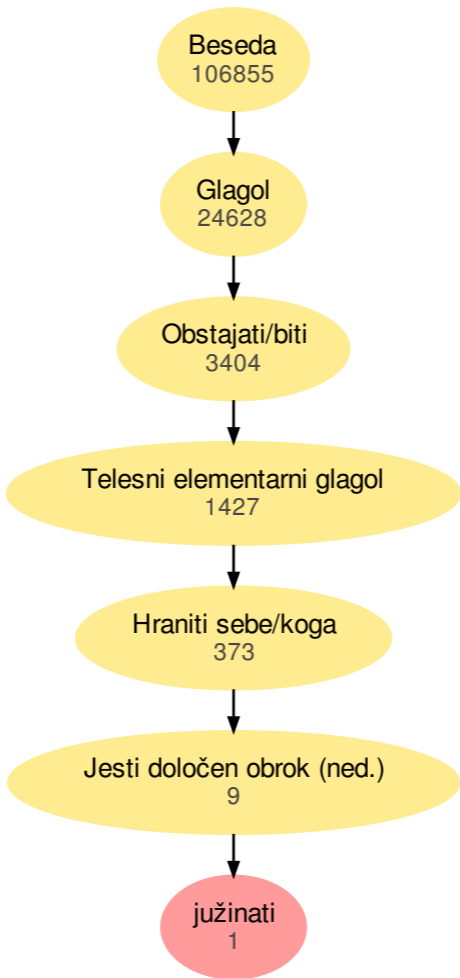 Beseda
106855
Glagol
24628
Obstajati/biti
3404
Telesni elementarni glagol
1427
Hraniti sebe/koga
373
Jesti določen obrok (ned.)
9
južinati
1